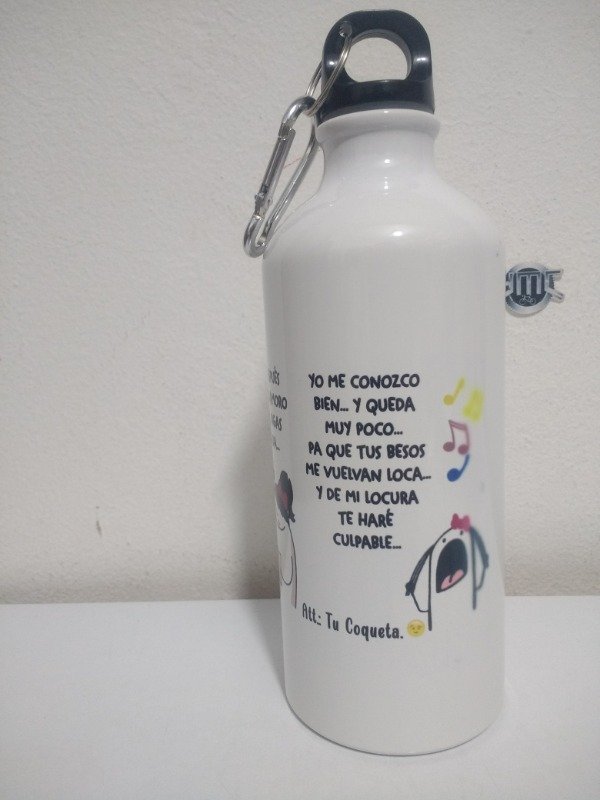 YO ME CONOZCO
BIEN... Y QUEDA
MUY POCO...
PA QUE TUS BESOS
ME VUELVAN LOCA...
Y DE MI LOCURA
TE HARÉ
CULPABLE...
Att.: Tu Coqueta.